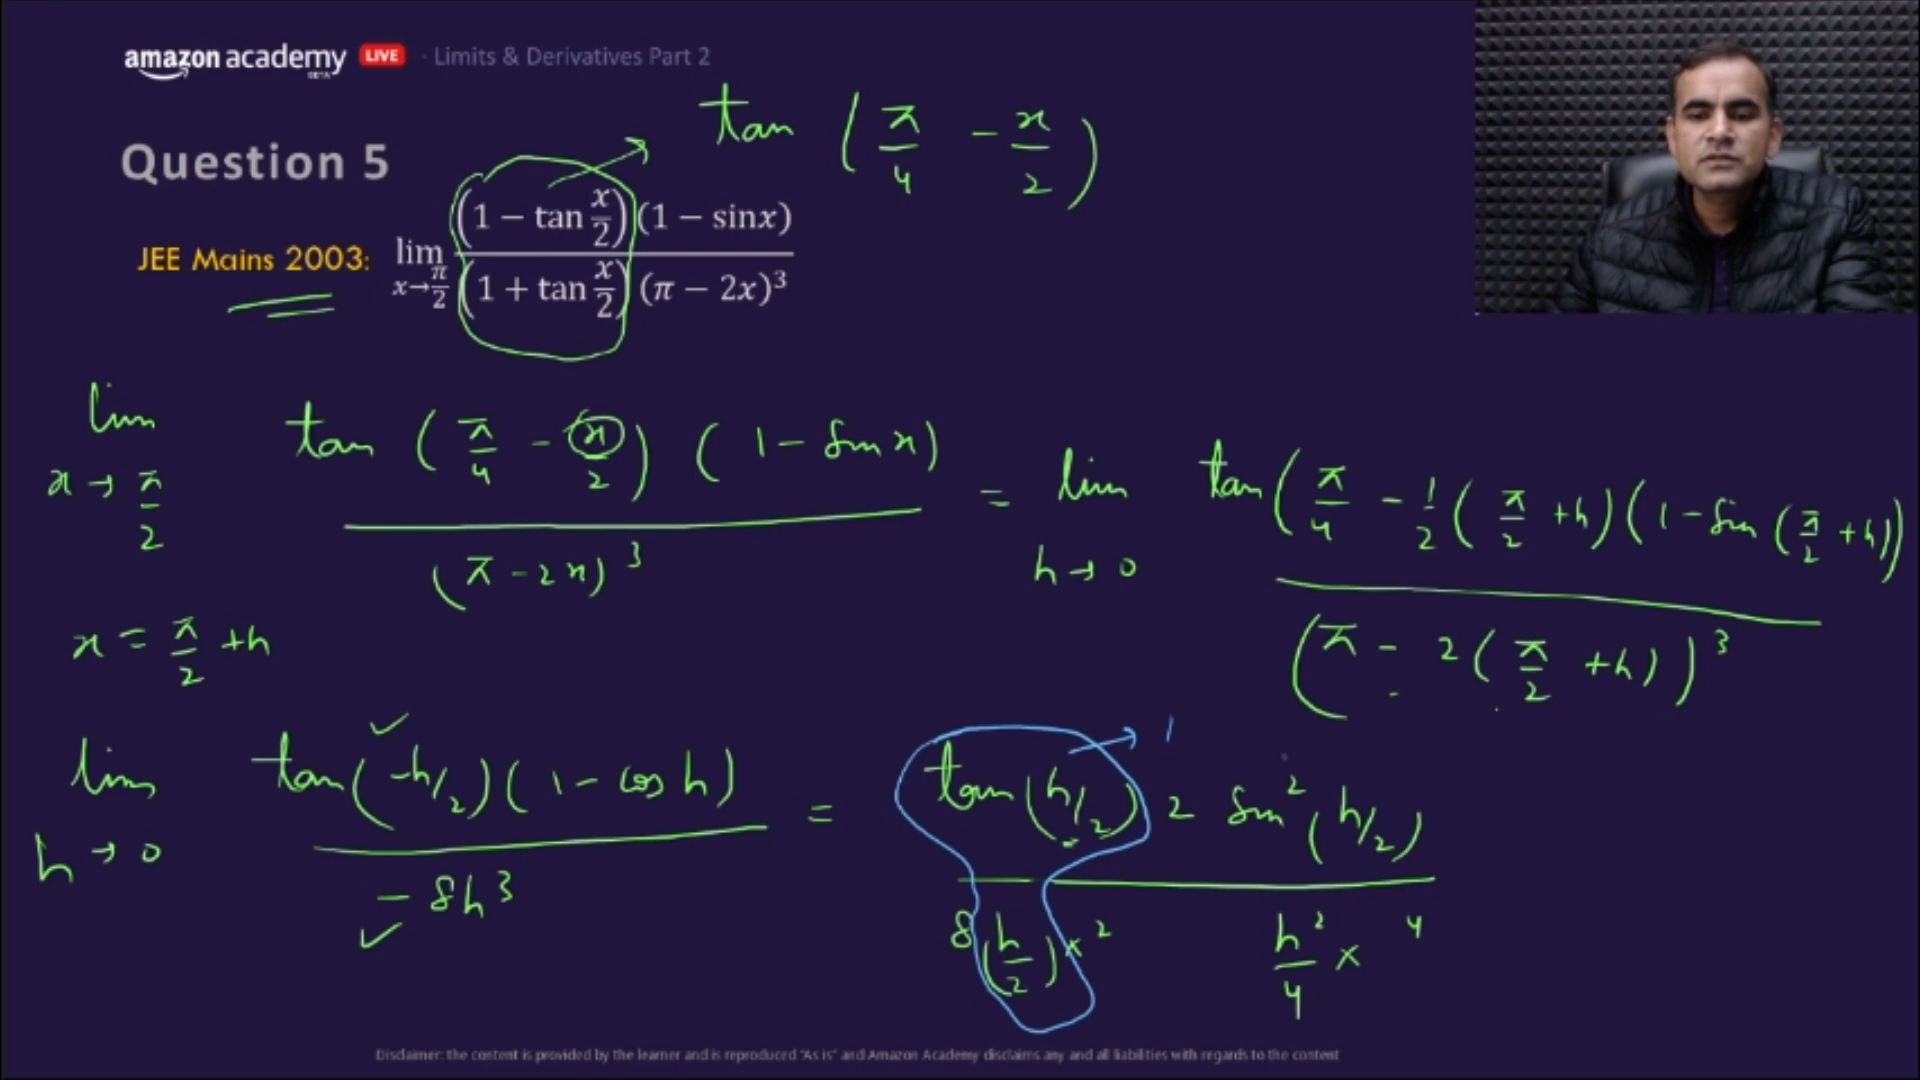 amazon academy BETA LIVE · Limits & Derivatives Part 2
tan (π/4 − x/2)
Question 5
JEE Mains 2003: lim x→π/2 (1 − tan x/2)(1 − sinx) / (1 + tan x/2)(π − 2x)³
lim x→π/2 tan (π/4 − x/2) (1 − sin x) / (π − 2x)³ = lim h→0 tan (π/4 − 1/2 (π/2 + h) (1 − sin (π/2 + h)) / (π − 2 (π/2 + h))³
x = π/2 + h
lim h→0 tan(−h/2) (1 − cos h) / −8h³ = tan(h/2) 2 sin² (h/2) / 8 (h/2) × 2 h²/4 × 4
→ 1
Disclaimer: the content is provided by the learner and is reproduced "As is" and Amazon Academy disclaims any and all liabilities with regards to the content